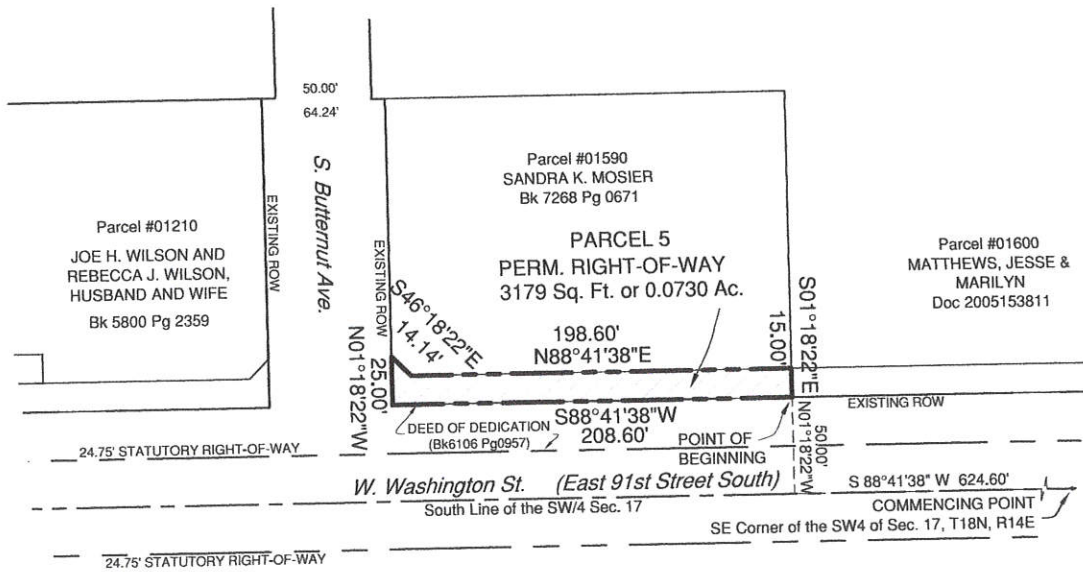 50.00'
64.24'
S. Butternut Ave.
EXISTING ROW
EXISTING ROW
Parcel #01210
JOE H. WILSON AND
REBECCA J. WILSON,
HUSBAND AND WIFE
Bk 5800 Pg 2359
Parcel #01590
SANDRA K. MOSIER
Bk 7268 Pg 0671
PARCEL 5
PERM. RIGHT-OF-WAY
3179 Sq. Ft. or 0.0730 Ac.
Parcel #01600
MATTHEWS, JESSE &
MARILYN
Doc 2005153811
S46°18'22"E
14.14'
198.60'
N88°41'38"E
15.00'
S01°18'22"E
N01°18'22"W
25.00'
S88°41'38"W
208.60'
DEED OF DEDICATION
(Bk6106 Pg0957)
POINT OF
BEGINNING
EXISTING ROW
50.00'
N01°18'22"W
24.75' STATUTORY RIGHT-OF-WAY
W. Washington St. (East 91st Street South)
S 88°41'38" W 624.60'
South Line of the SW/4 Sec. 17
COMMENCING POINT
SE Corner of the SW4 of Sec. 17, T18N, R14E
24.75' STATUTORY RIGHT-OF-WAY